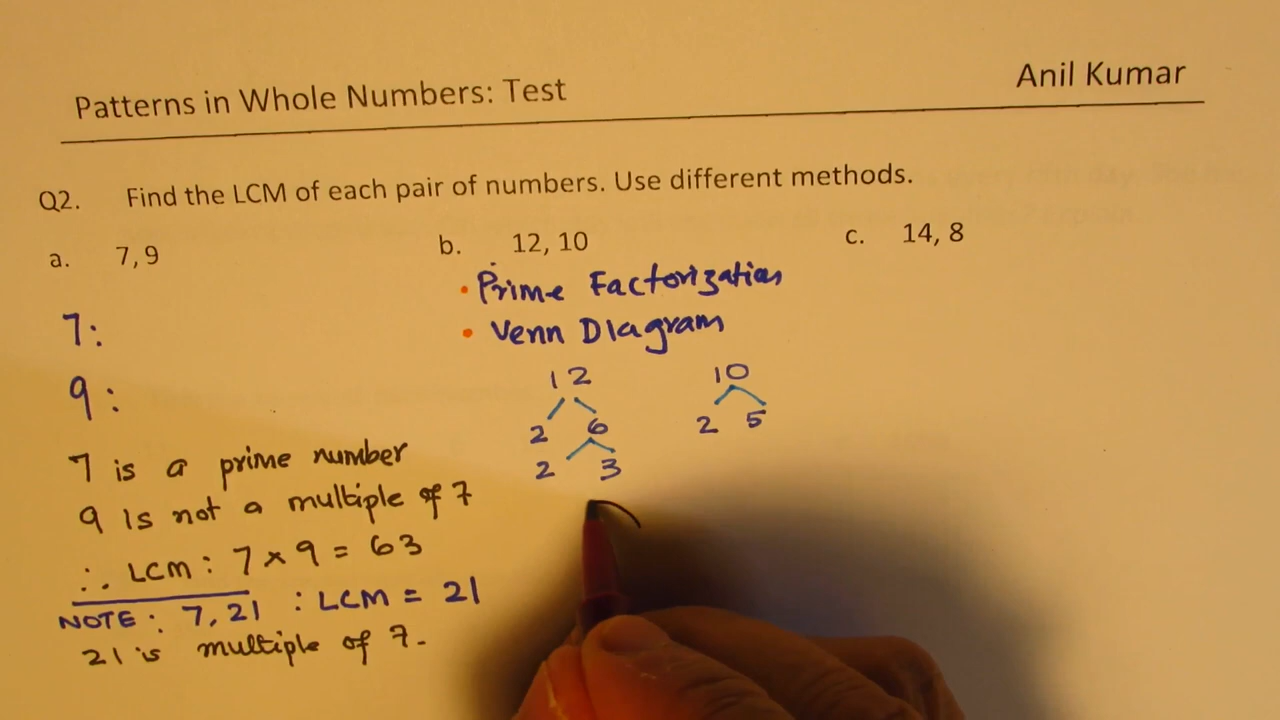 Patterns in Whole Numbers: Test
Anil Kumar
Q2. Find the LCM of each pair of numbers. Use different methods.
a. 7, 9
b. 12, 10
c. 14, 8
7:
9:
7 is a prime number
9 is not a multiple of 7
∴ LCM: 7 × 9 = 63
NOTE: 7, 21 : LCM = 21
21 is multiple of 7.
• Prime Factorization
• Venn Diagram
12
2 6
2 3
10
2 5